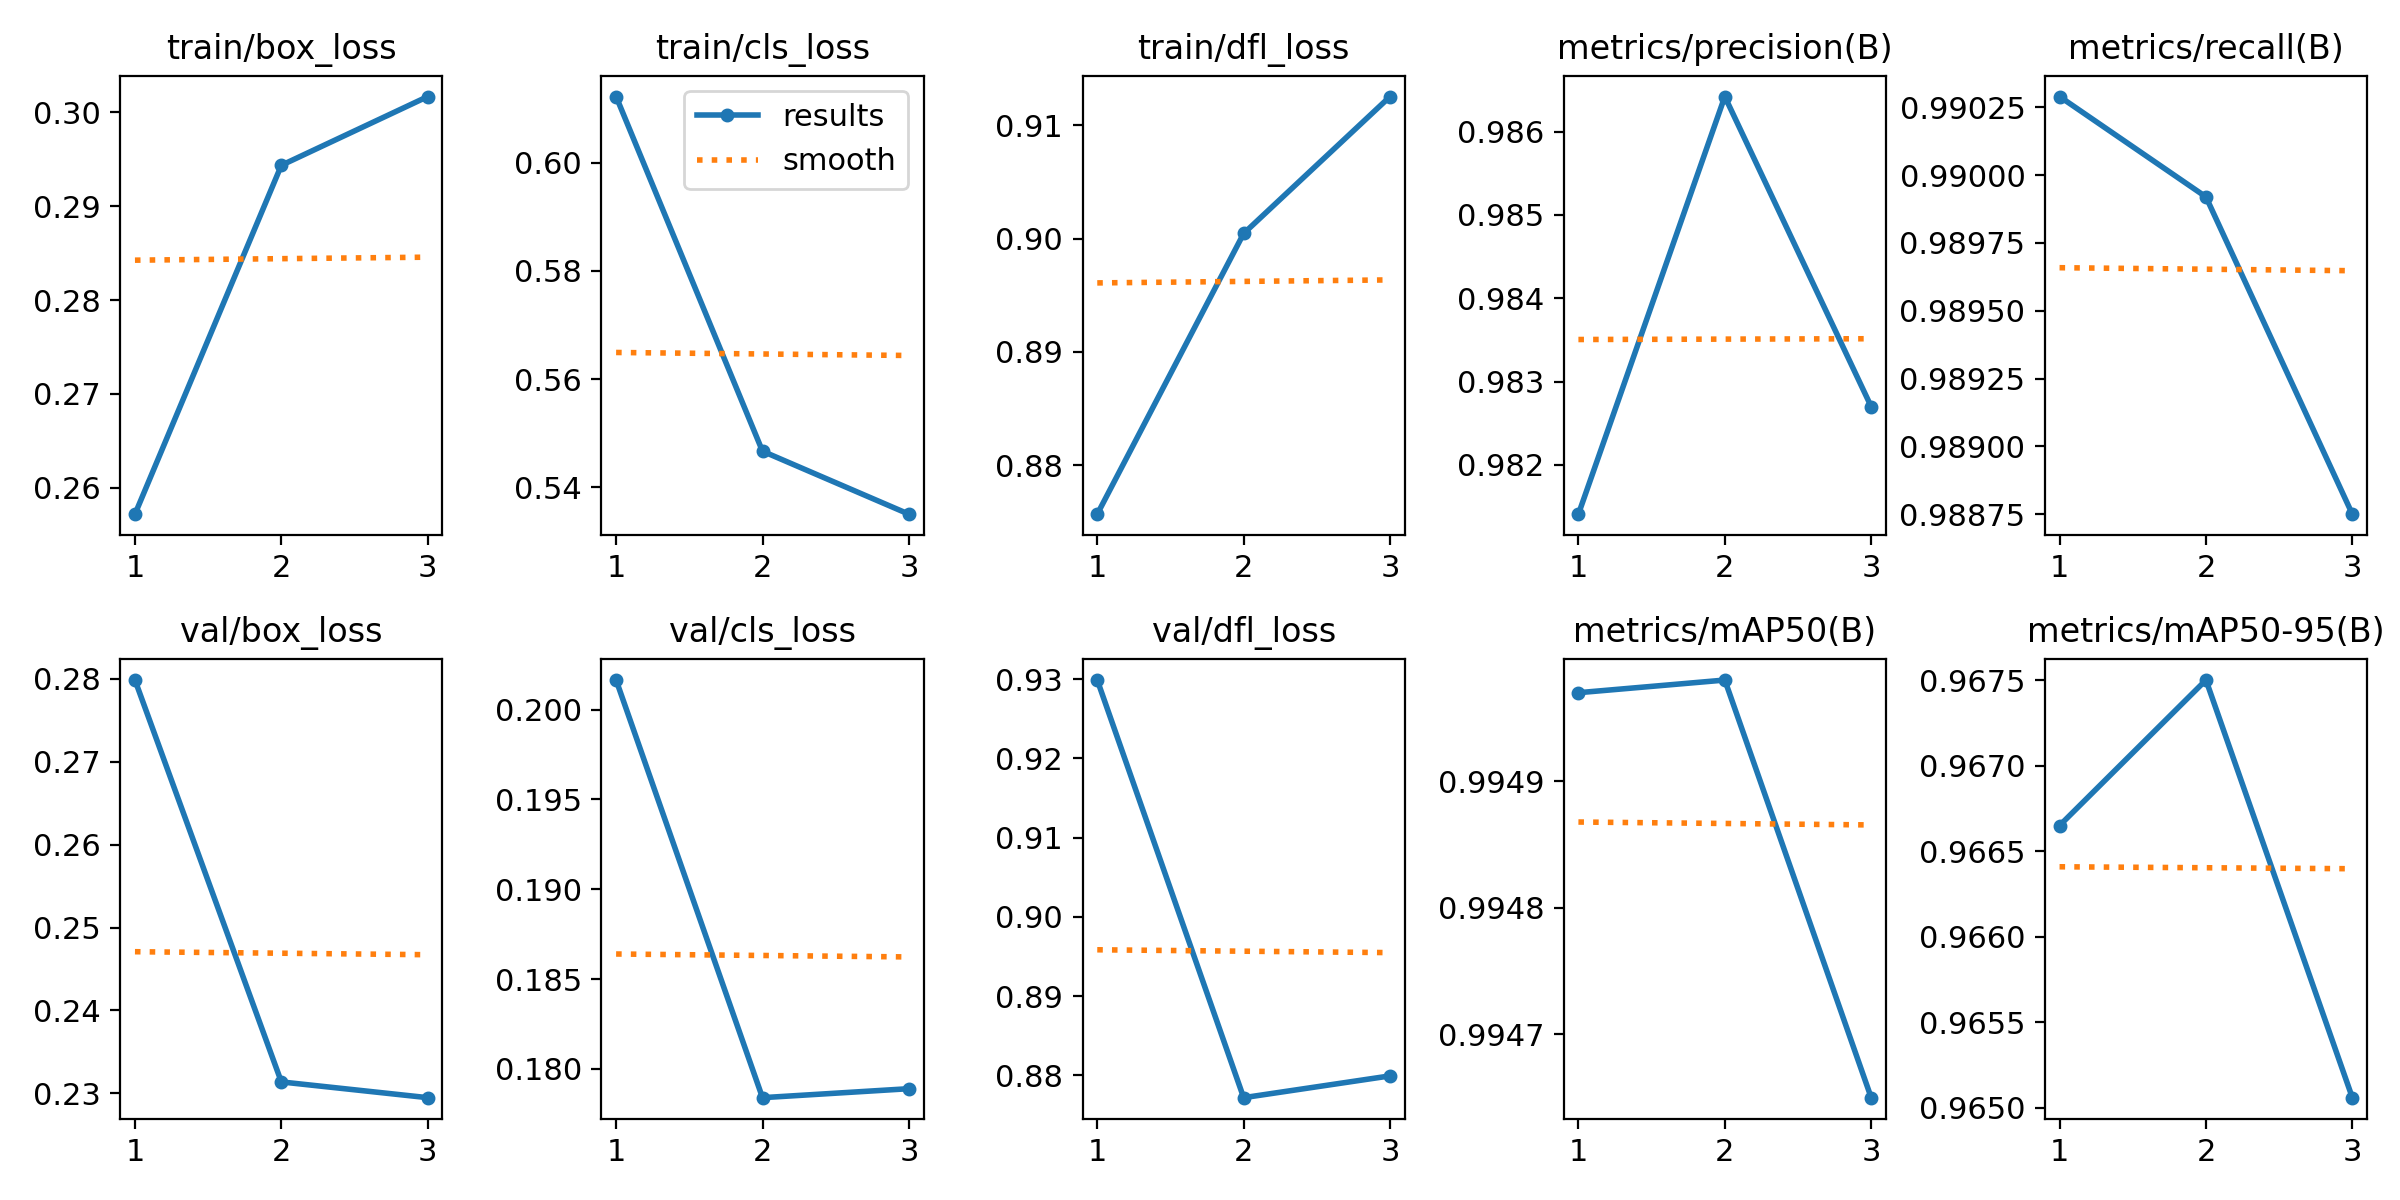 train/box_loss
0.30
0.29
0.28
0.27
0.26
1 2 3
train/cls_loss
results
smooth
0.60
0.58
0.56
0.54
1 2 3
train/dfl_loss
0.91
0.90
0.89
0.88
1 2 3
metrics/precision(B)
0.986
0.985
0.984
0.983
0.982
1 2 3
metrics/recall(B)
0.99025
0.99000
0.98975
0.98950
0.98925
0.98900
0.98875
1 2 3
val/box_loss
0.28
0.27
0.26
0.25
0.24
0.23
1 2 3
val/cls_loss
0.200
0.195
0.190
0.185
0.180
1 2 3
val/dfl_loss
0.93
0.92
0.91
0.90
0.89
0.88
1 2 3
metrics/mAP50(B)
0.9949
0.9948
0.9947
1 2 3
metrics/mAP50-95(B)
0.9675
0.9670
0.9665
0.9660
0.9655
0.9650
1 2 3